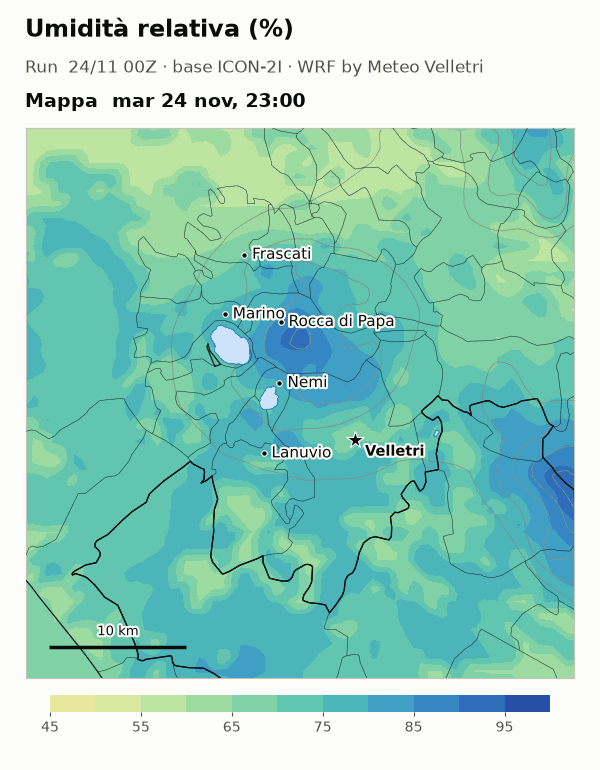 Umidità relativa (%)
Run  24/11 00Z · base ICON-2I · WRF by Meteo Velletri
Mappa  mar 24 nov, 23:00
Frascati
Marino
Rocca di Papa
Nemi
Velletri
Lanuvio
10 km
45 55 65 75 85 95